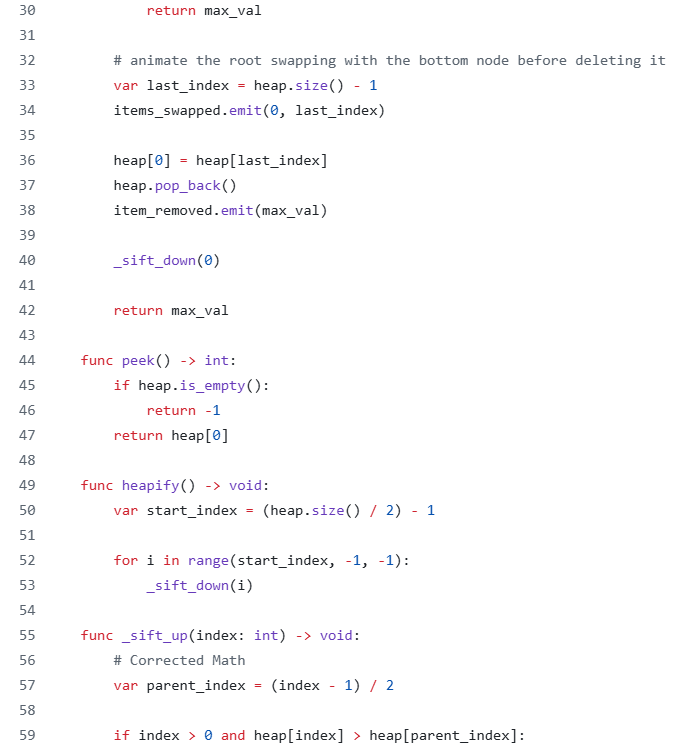 30                return max_val
31
32            # animate the root swapping with the bottom node before deleting it
33            var last_index = heap.size() - 1
34            items_swapped.emit(0, last_index)
35
36            heap[0] = heap[last_index]
37            heap.pop_back()
38            item_removed.emit(max_val)
39
40            _sift_down(0)
41
42            return max_val
43
44        func peek() -> int:
45            if heap.is_empty():
46                return -1
47            return heap[0]
48
49        func heapify() -> void:
50            var start_index = (heap.size() / 2) - 1
51
52            for i in range(start_index, -1, -1):
53                _sift_down(i)
54
55        func _sift_up(index: int) -> void:
56            # Corrected Math
57            var parent_index = (index - 1) / 2
58
59            if index > 0 and heap[index] > heap[parent_index]: